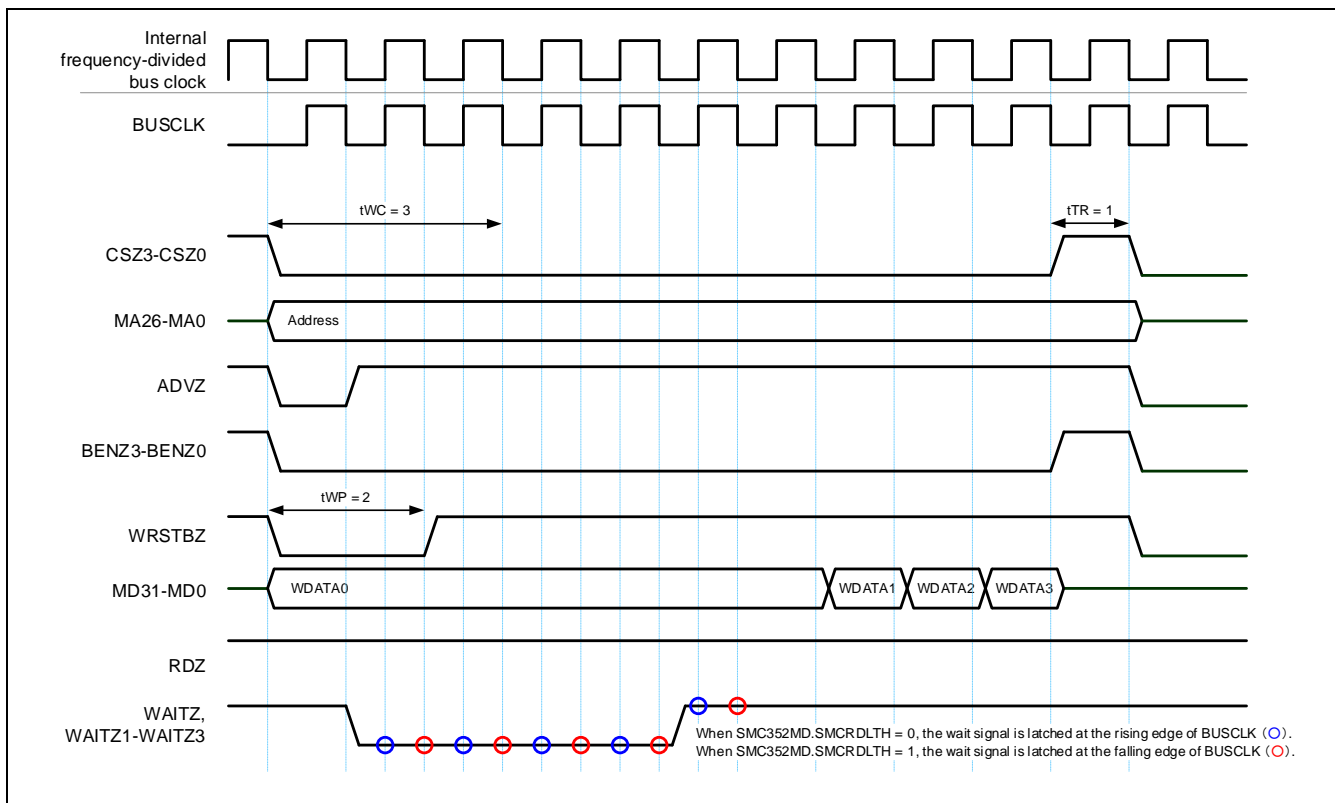 Internal
frequency-divided
bus clock
BUSCLK
tWC = 3
tTR = 1
CSZ3-CSZ0
MA26-MA0
Address
ADVZ
BENZ3-BENZ0
tWP = 2
WRSTBZ
MD31-MD0
WDATA0
WDATA1
WDATA2
WDATA3
RDZ
WAITZ,
WAITZ1-WAITZ3
When SMC352MD.SMCRDLTH = 0, the wait signal is latched at the rising edge of BUSCLK (○).
When SMC352MD.SMCRDLTH = 1, the wait signal is latched at the falling edge of BUSCLK (○).